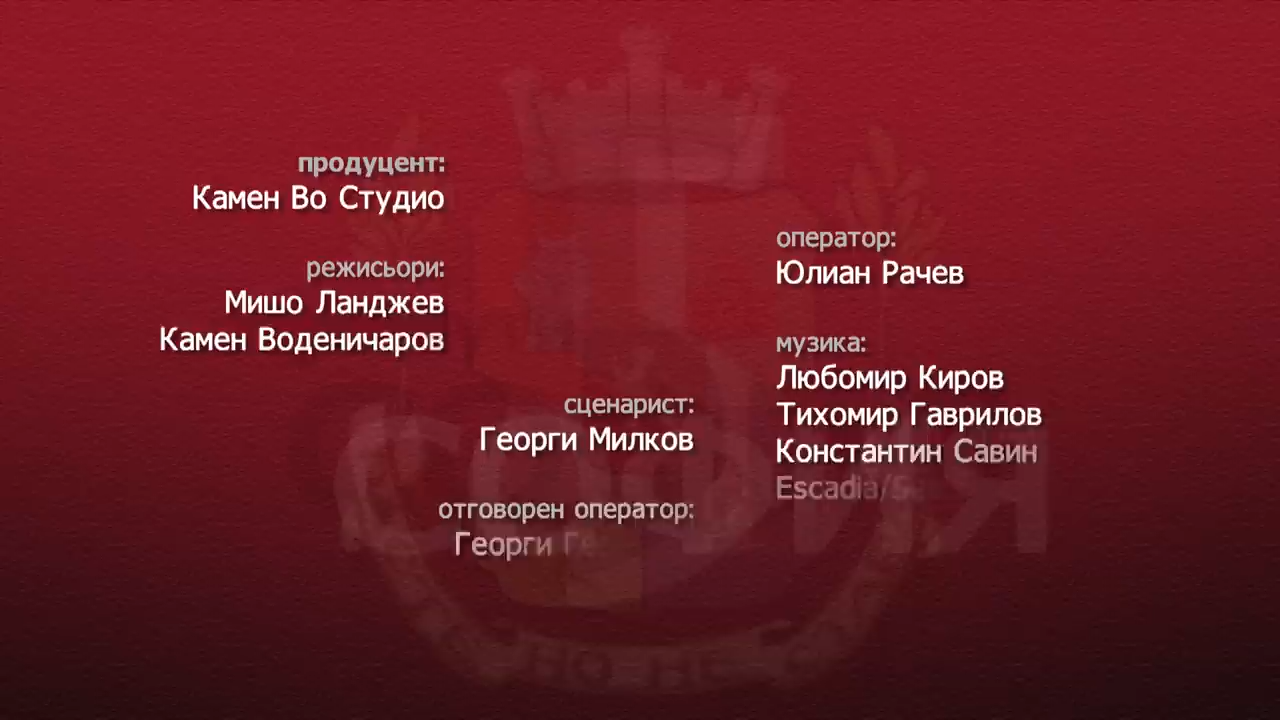 продуцент:
Камен Во Студио
режисьори:
Мишо Ланджев
Камен Воденичаров
сценарист:
Георги Милков
отговорен оператор:
Георги
оператор:
Юлиан Рачев
музика:
Любомир Киров
Тихомир Гаврилов
Константин Савин
СОФИЯ